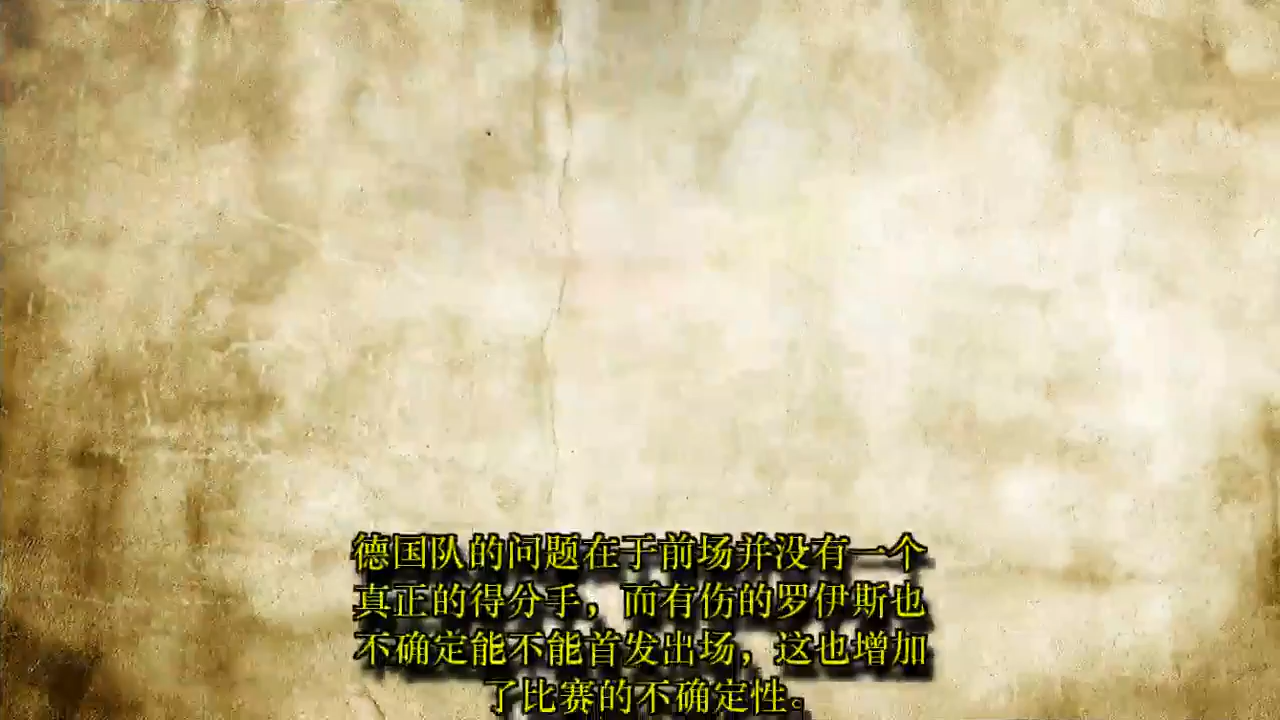 德国队的问题在于前场并没有一个
真正的得分手，而有伤的罗伊斯也
不确定能不能首发出场，这也增加
了比赛的不确定性。